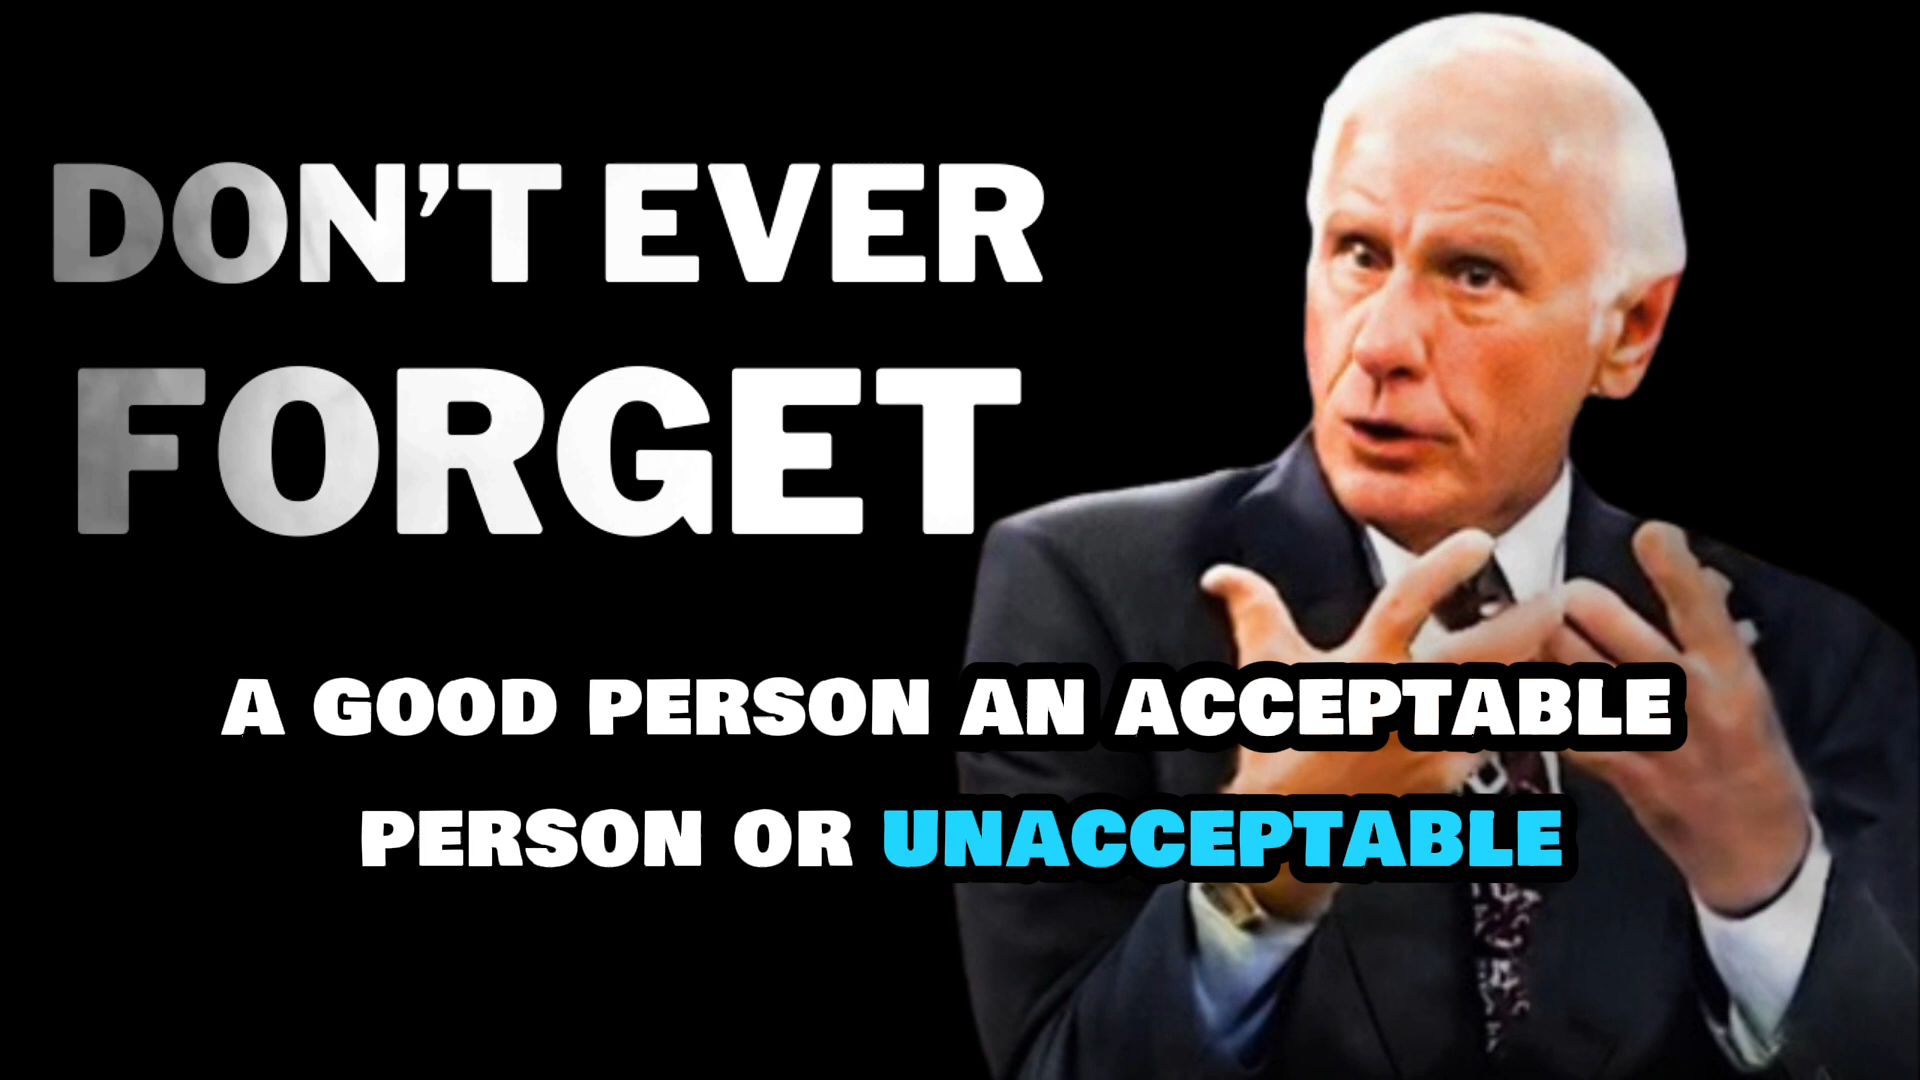 DON'T EVER
FORGET
A GOOD PERSON AN ACCEPTABLE
PERSON OR UNACCEPTABLE